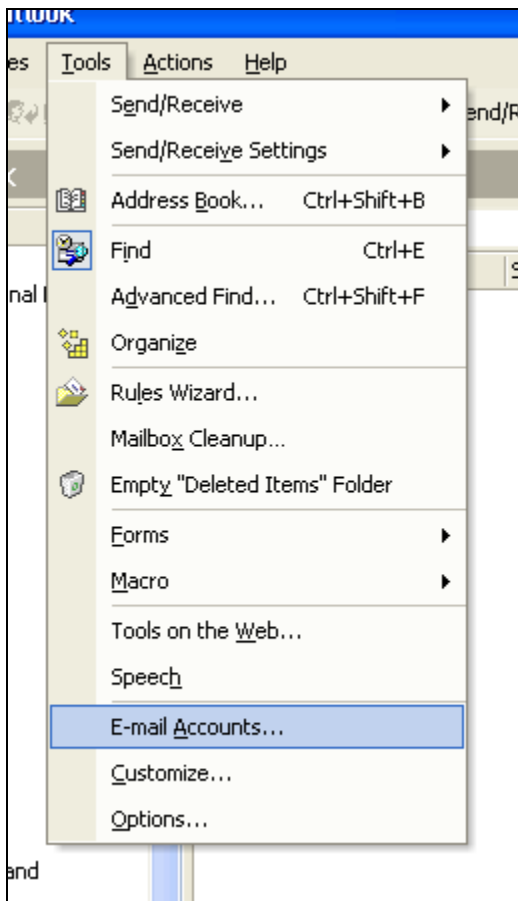 Tools Actions Help
Send/Receive
Send/Receive Settings
Address Book... Ctrl+Shift+B
Find Ctrl+E
Advanced Find... Ctrl+Shift+F
Organize
Rules Wizard...
Mailbox Cleanup...
Empty "Deleted Items" Folder
Forms
Macro
Tools on the Web...
Speech
E-mail Accounts...
Customize...
Options...
and